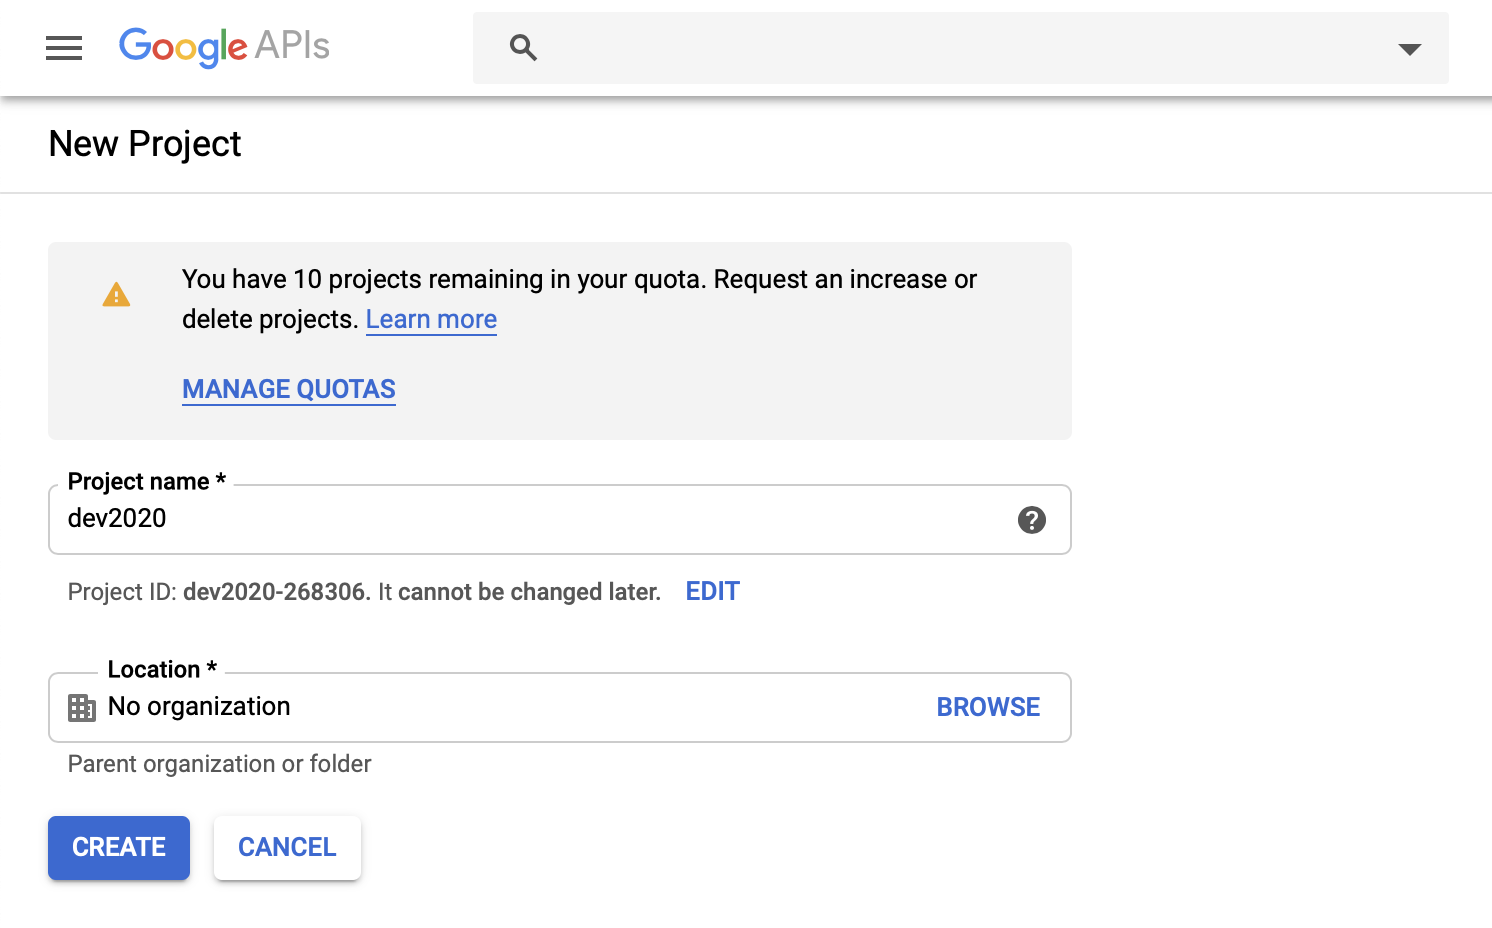 Google APIs
New Project
You have 10 projects remaining in your quota. Request an increase or
delete projects. Learn more
MANAGE QUOTAS
Project name *
dev2020
Project ID: dev2020-268306. It cannot be changed later. EDIT
Location *
No organization BROWSE
Parent organization or folder
CREATE CANCEL